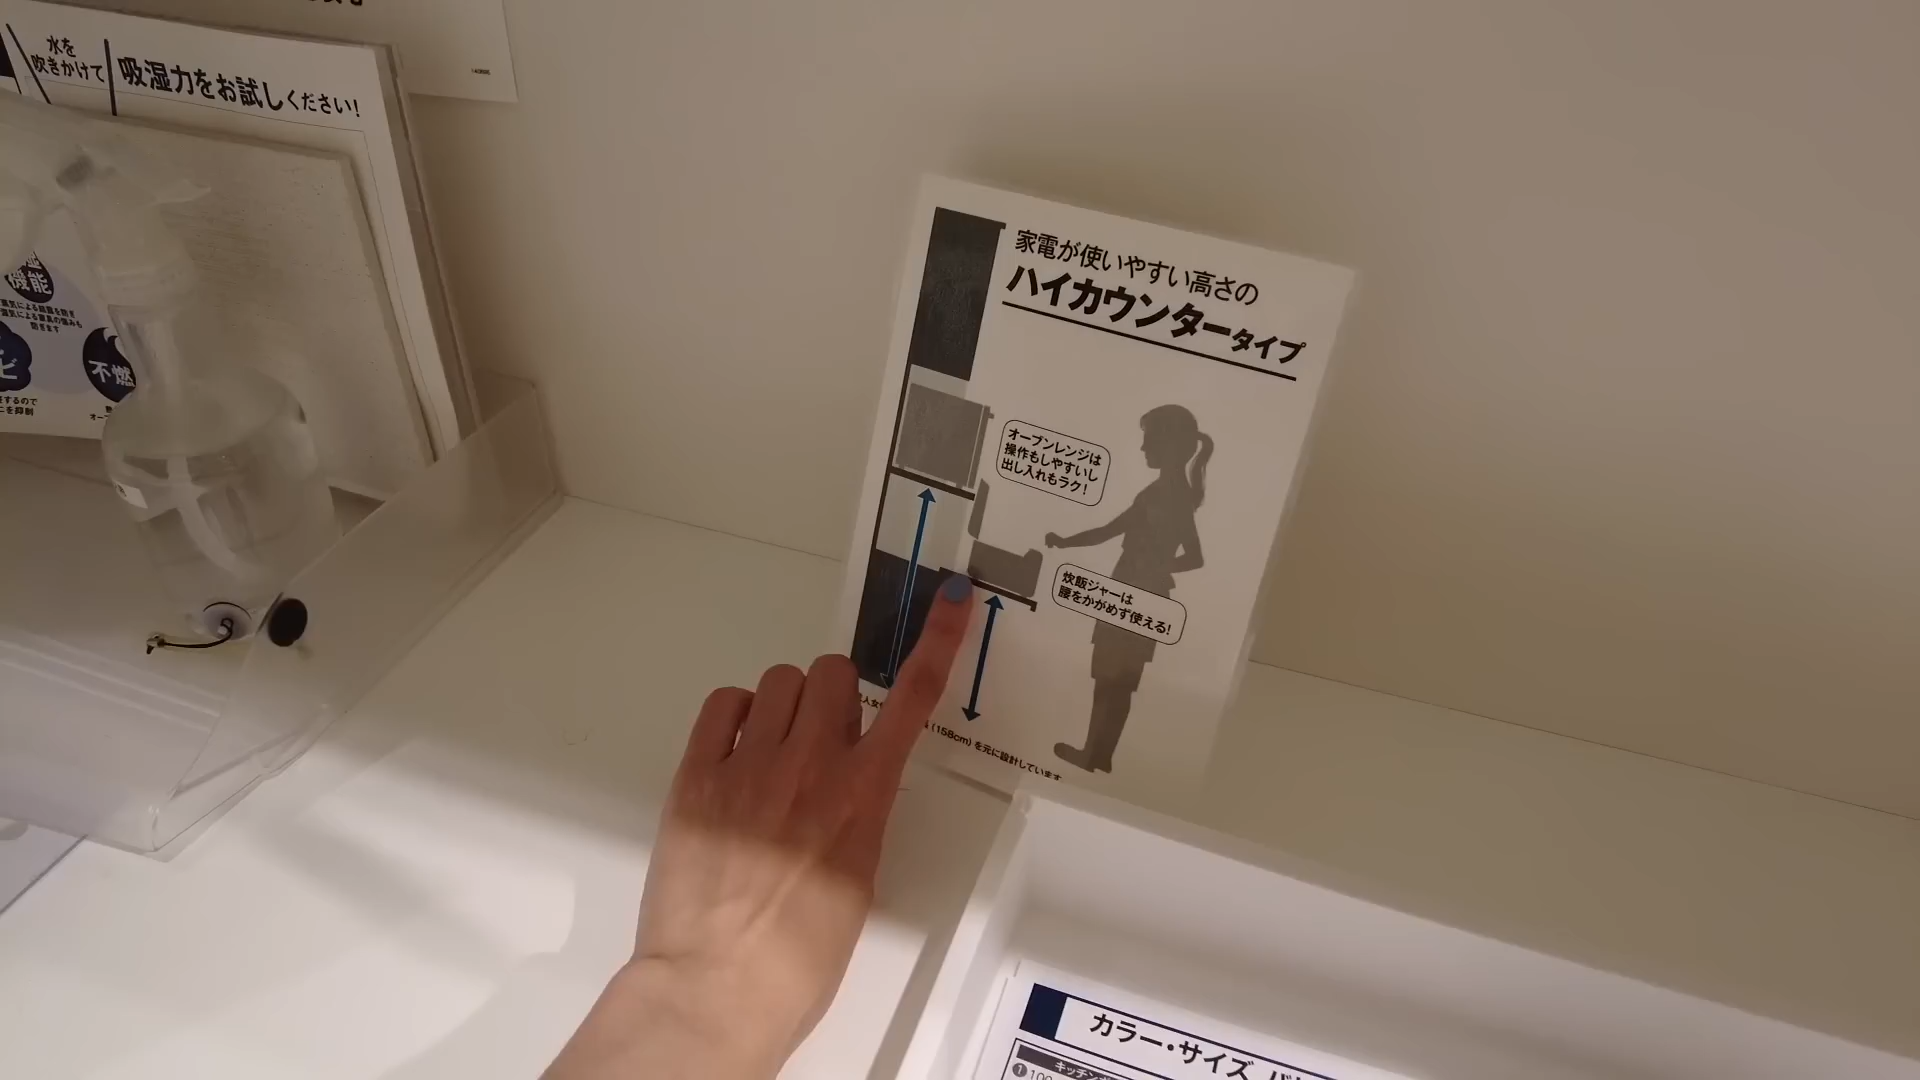 水を
吹きかけて
吸湿力をお試しください!
機能
防ぎます
不燃
家電が使いやすい高さの
ハイカウンタータイプ
オーブンレンジは
操作もしやすいし
出し入れもラク!
炊飯ジャーは
腰をかがめず使える!
(158cm) を元に設計しています
カラー・サイズ